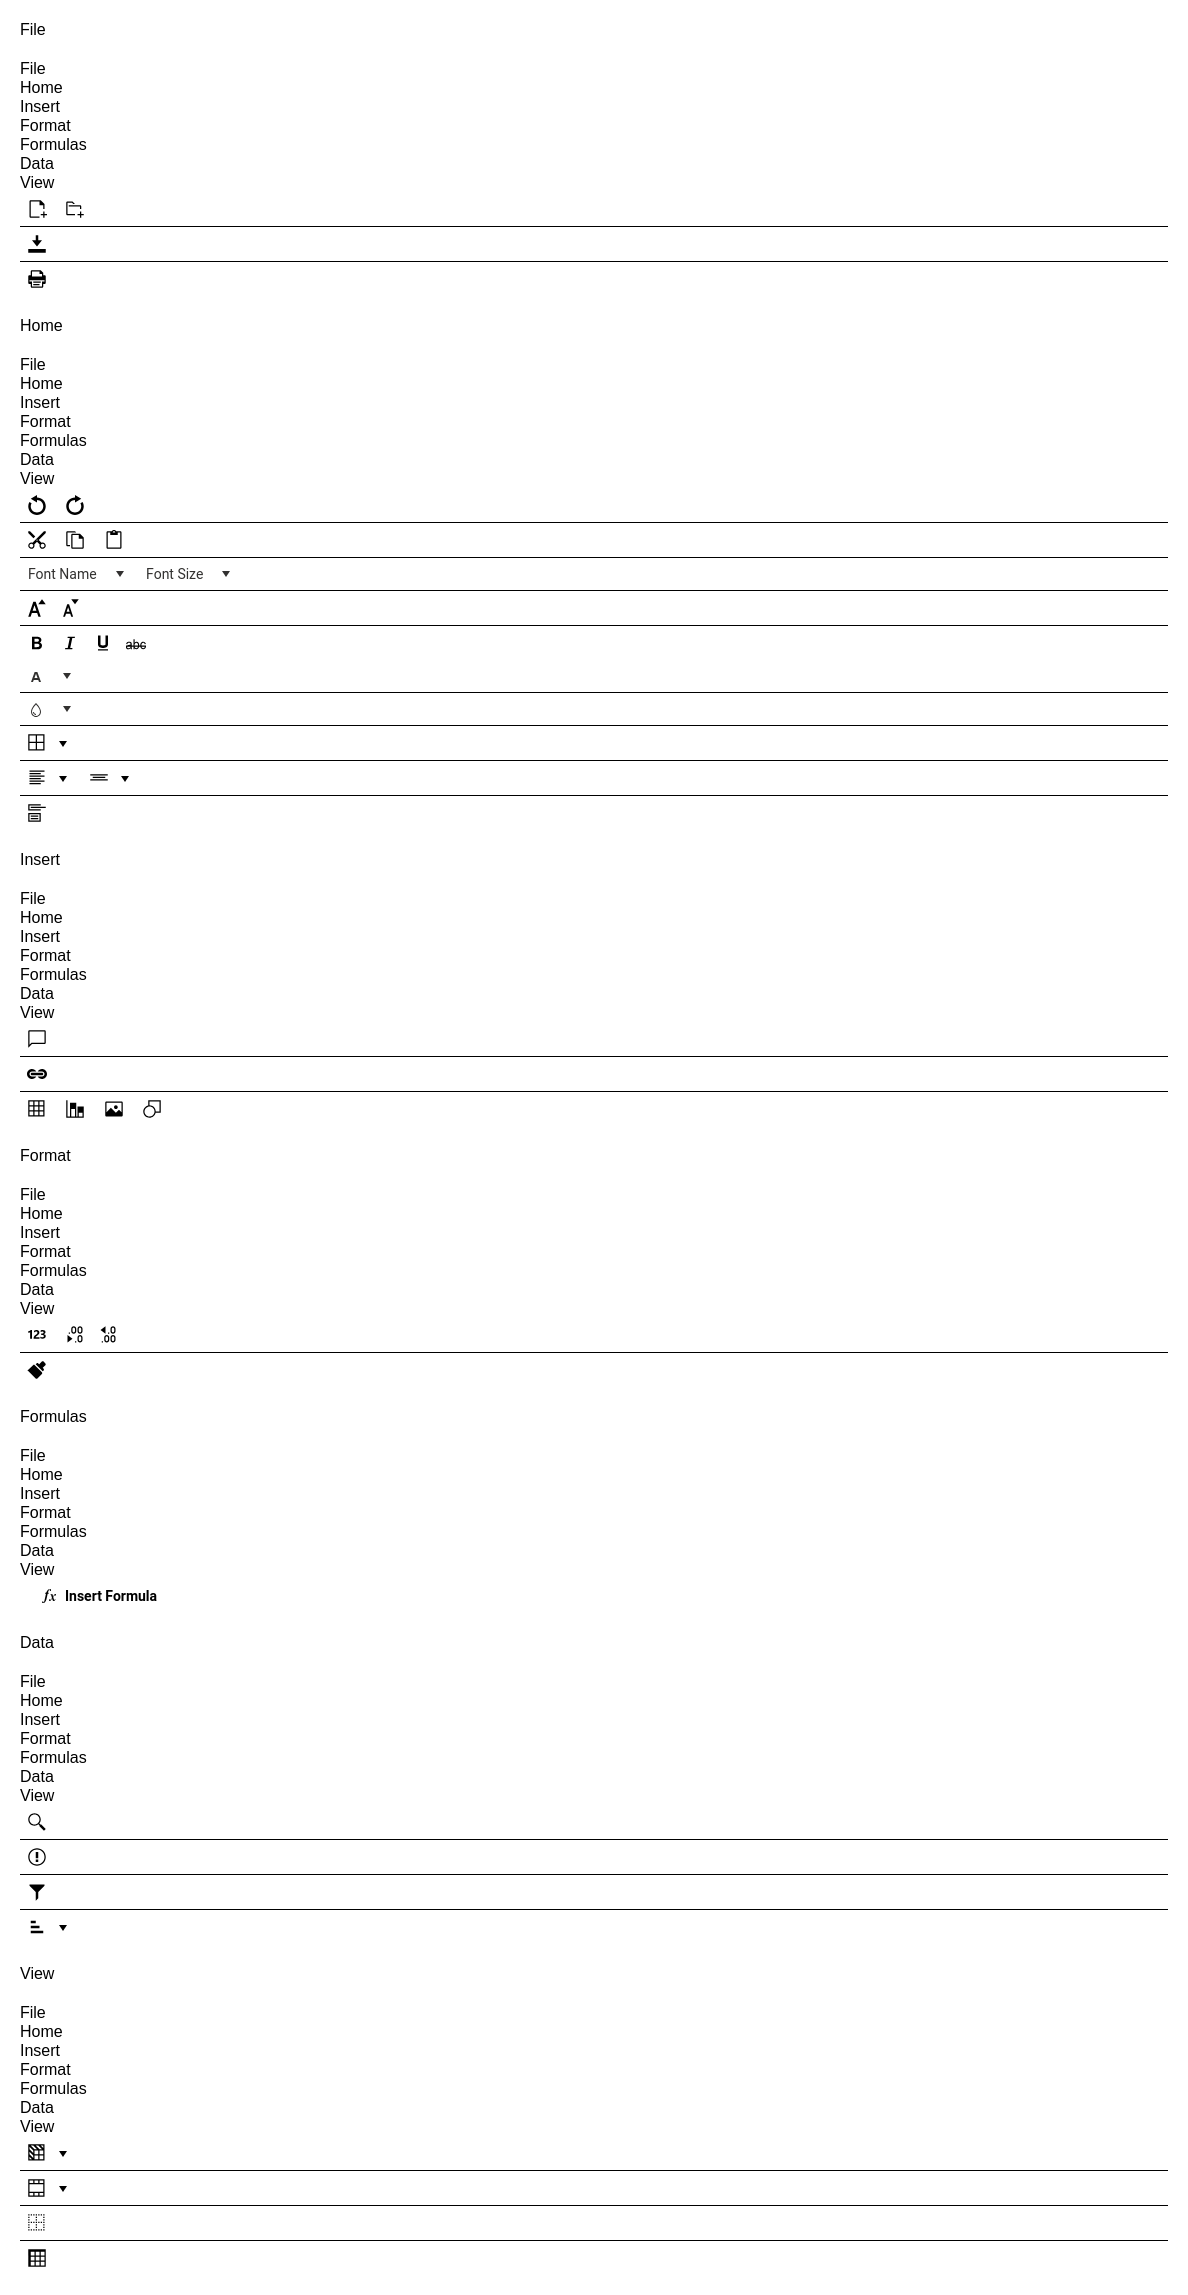 File
File
Home
Insert
Format
Formulas
Data
View
Home
File
Home
Insert
Format
Formulas
Data
View
Font Name Font Size
A A
B I U abc
A
Insert
File
Home
Insert
Format
Formulas
Data
View
Format
File
Home
Insert
Format
Formulas
Data
View
123 .00 .0 .0 .00
Formulas
File
Home
Insert
Format
Formulas
Data
View
fx Insert Formula
Data
File
Home
Insert
Format
Formulas
Data
View
View
File
Home
Insert
Format
Formulas
Data
View